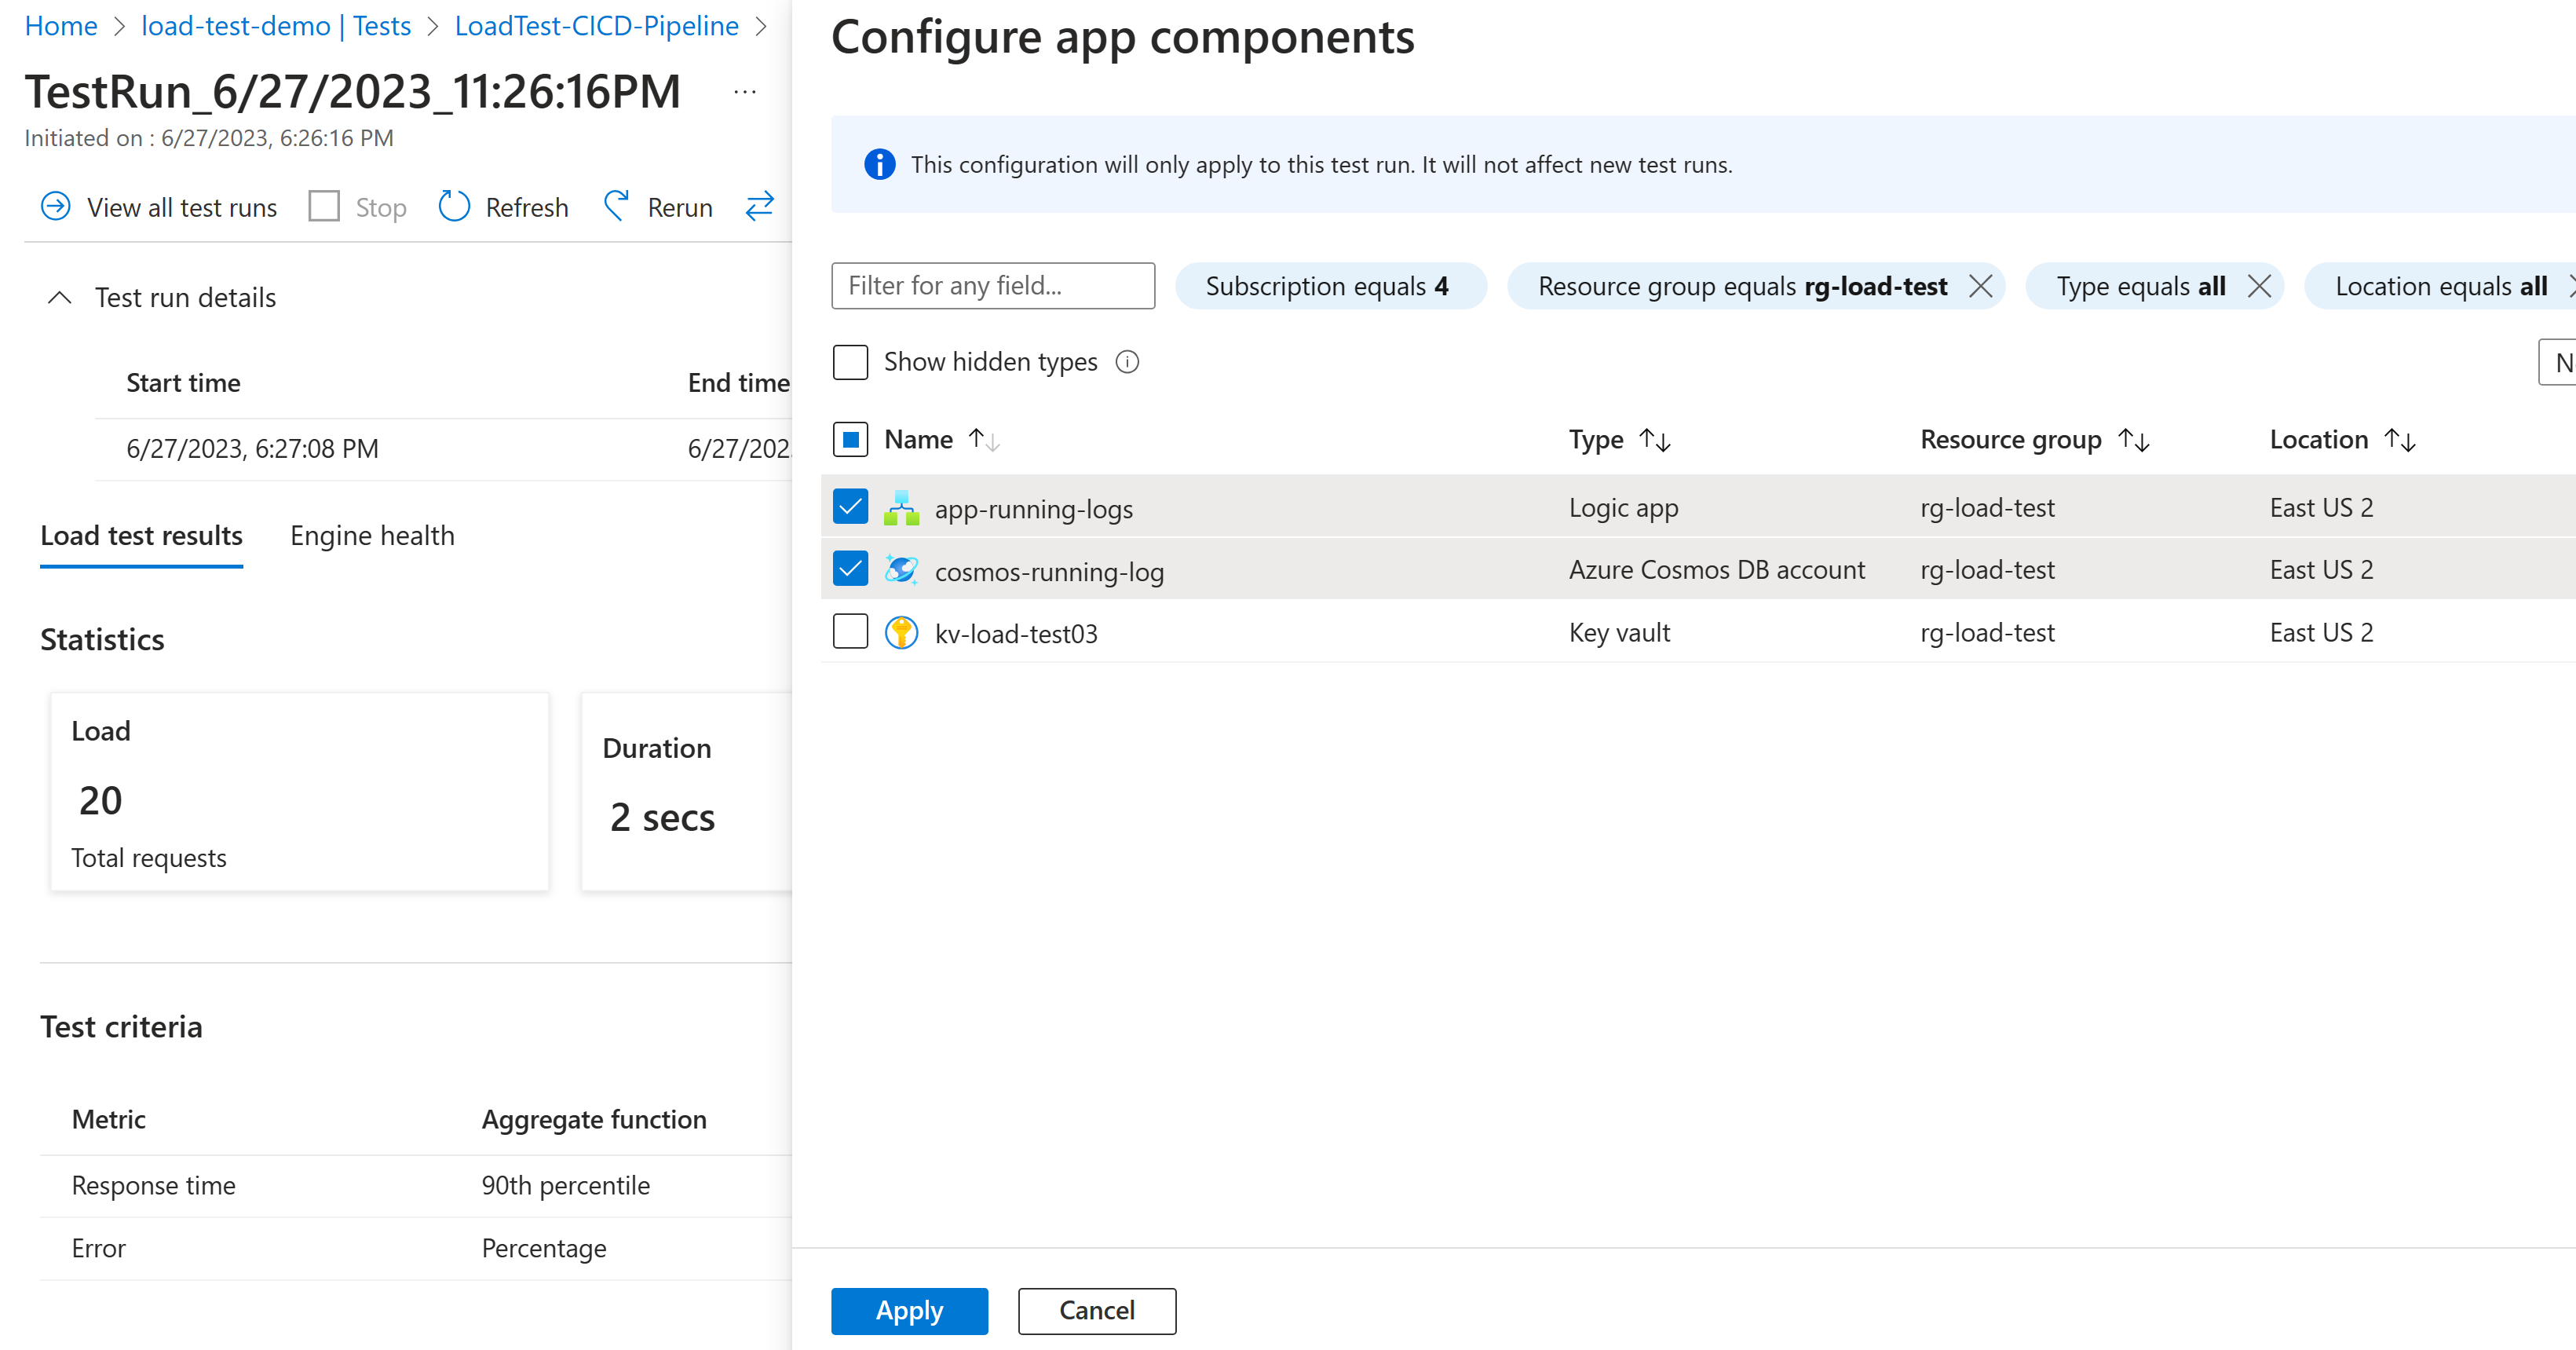 Home > load-test-demo | Tests > LoadTest-CICD-Pipeline >
TestRun_6/27/2023_11:26:16PM ...
Initiated on : 6/27/2023, 6:26:16 PM
View all test runs Stop Refresh Rerun
Test run details
Start time End time
6/27/2023, 6:27:08 PM 6/27/202
Load test results Engine health
Statistics
Load
20
Total requests
Duration
2 secs
Test criteria
Metric Aggregate function
Response time 90th percentile
Error Percentage
Configure app components
This configuration will only apply to this test run. It will not affect new test runs.
Filter for any field... Subscription equals 4 Resource group equals rg-load-test Type equals all Location equals all
Show hidden types
N
Name Type Resource group Location
app-running-logs Logic app rg-load-test East US 2
cosmos-running-log Azure Cosmos DB account rg-load-test East US 2
kv-load-test03 Key vault rg-load-test East US 2
Apply Cancel